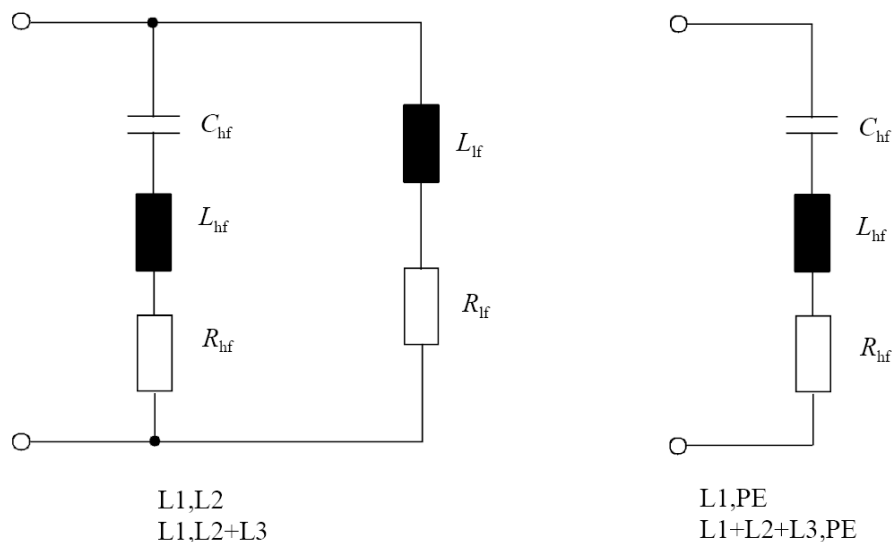 C_hf
L_hf
R_hf
L_lf
R_lf
L1,L2
L1,L2+L3
C_hf
L_hf
R_hf
L1,PE
L1+L2+L3,PE